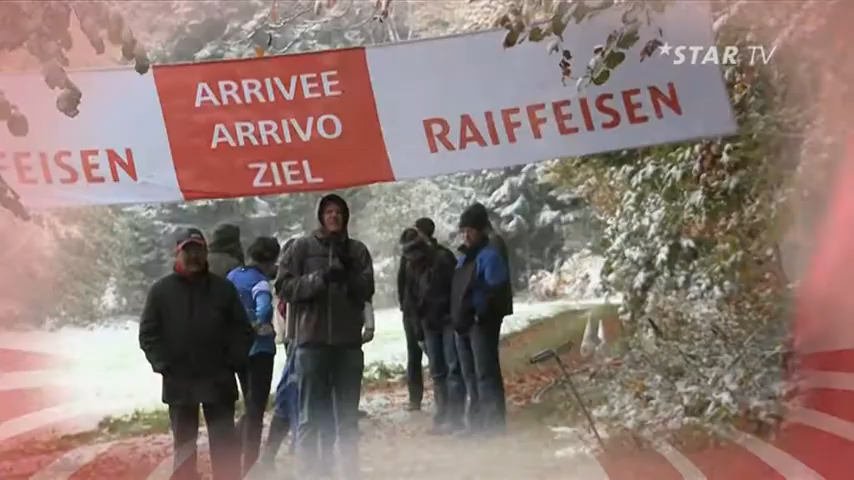 *STAR TV
ARRIVEE
ARRIVO
ZIEL
FEISEN
RAIFFEISEN